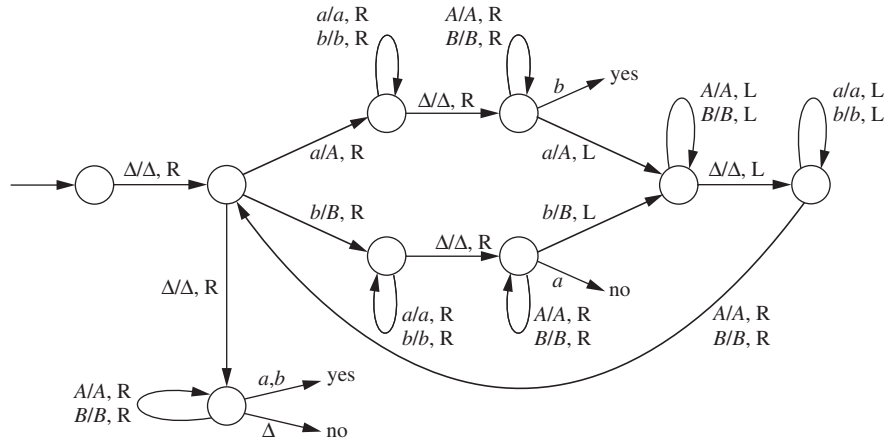 a/a, R
b/b, R
A/A, R
B/B, R
b
yes
Δ/Δ, R
a/A, R
a/A, L
A/A, L
B/B, L
a/a, L
b/b, L
Δ/Δ, R
Δ/Δ, L
b/B, R
b/B, L
Δ/Δ, R
a
no
Δ/Δ, R
a/a, R
b/b, R
A/A, R
B/B, R
A/A, R
B/B, R
A/A, R
B/B, R
a,b
yes
Δ
no